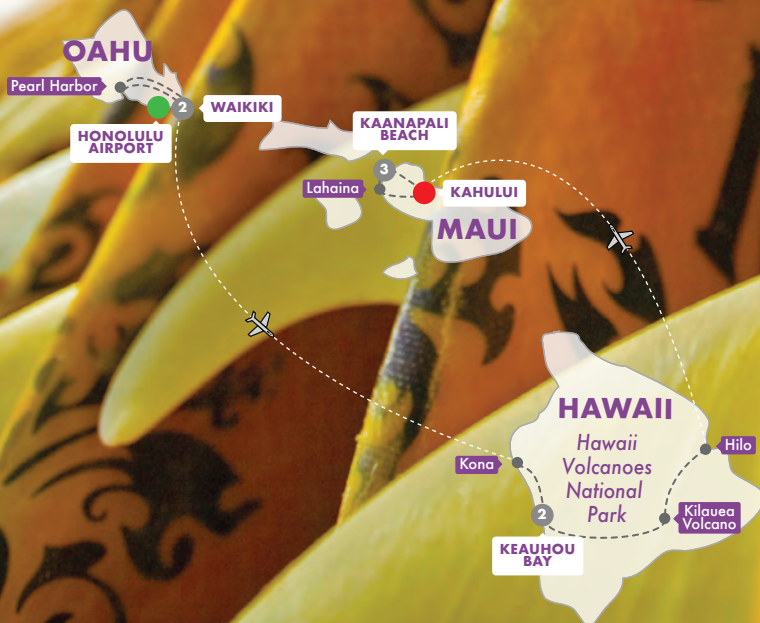 OAHU
Pearl Harbor
2
WAIKIKI
HONOLULU
AIRPORT
KAANAPALI
BEACH
3
Lahaina
KAHULUI
MAUI
HAWAII
Hawaii
Volcanoes
National
Park
Kona
Hilo
2
Kilauea
Volcano
KEAUHOU
BAY